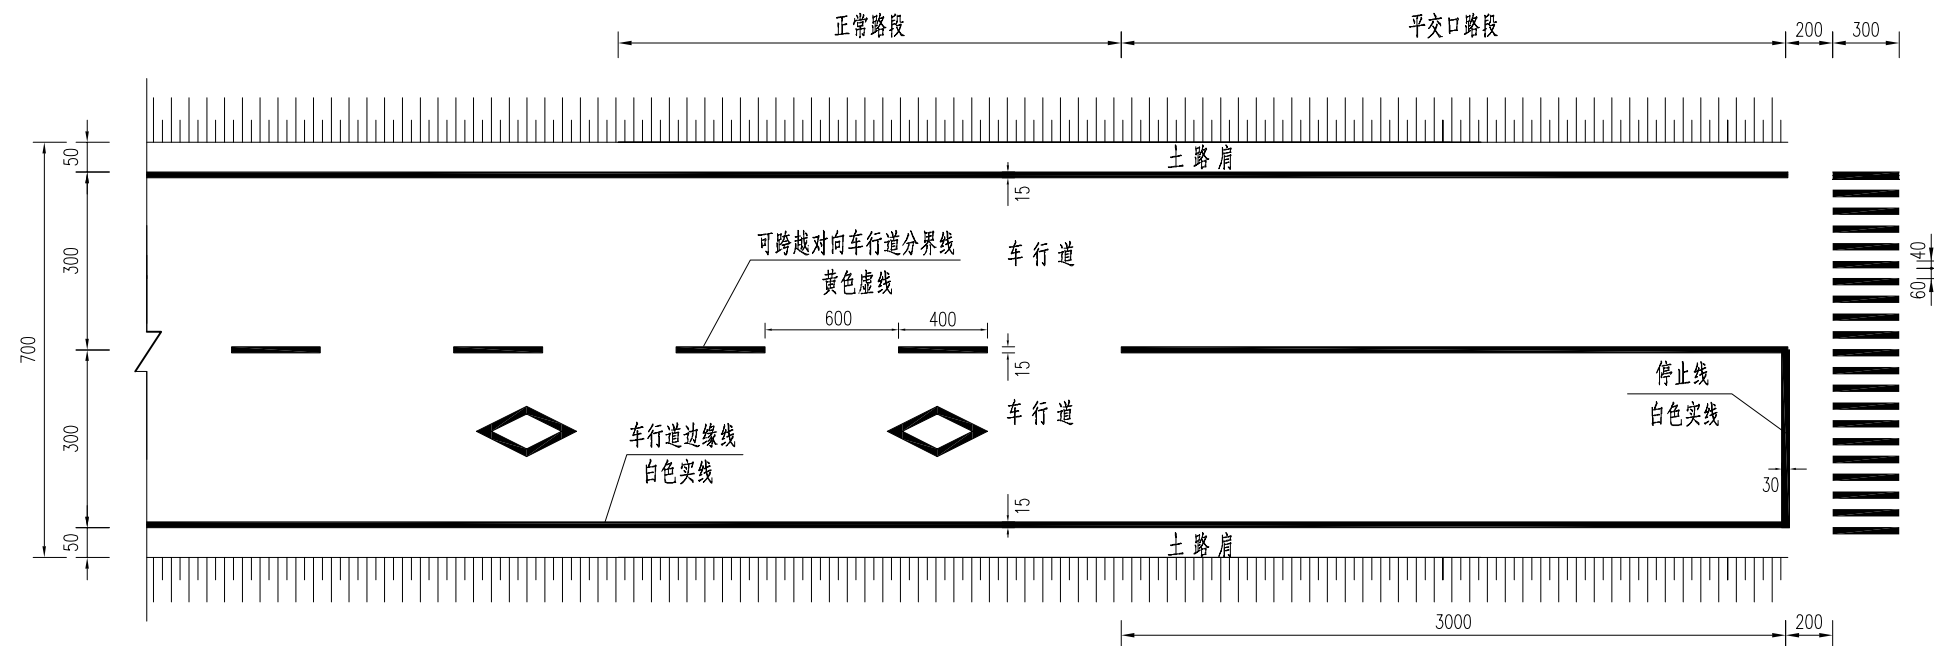 正常路段
平交口路段
200
300
50
土路肩
15
300
可跨越对向车行道分界线
黄色虚线
车行道
40
60
600
400
700
15
停止线
白色实线
车行道
300
车行道边缘线
白色实线
30
15
50
土路肩
3000
200